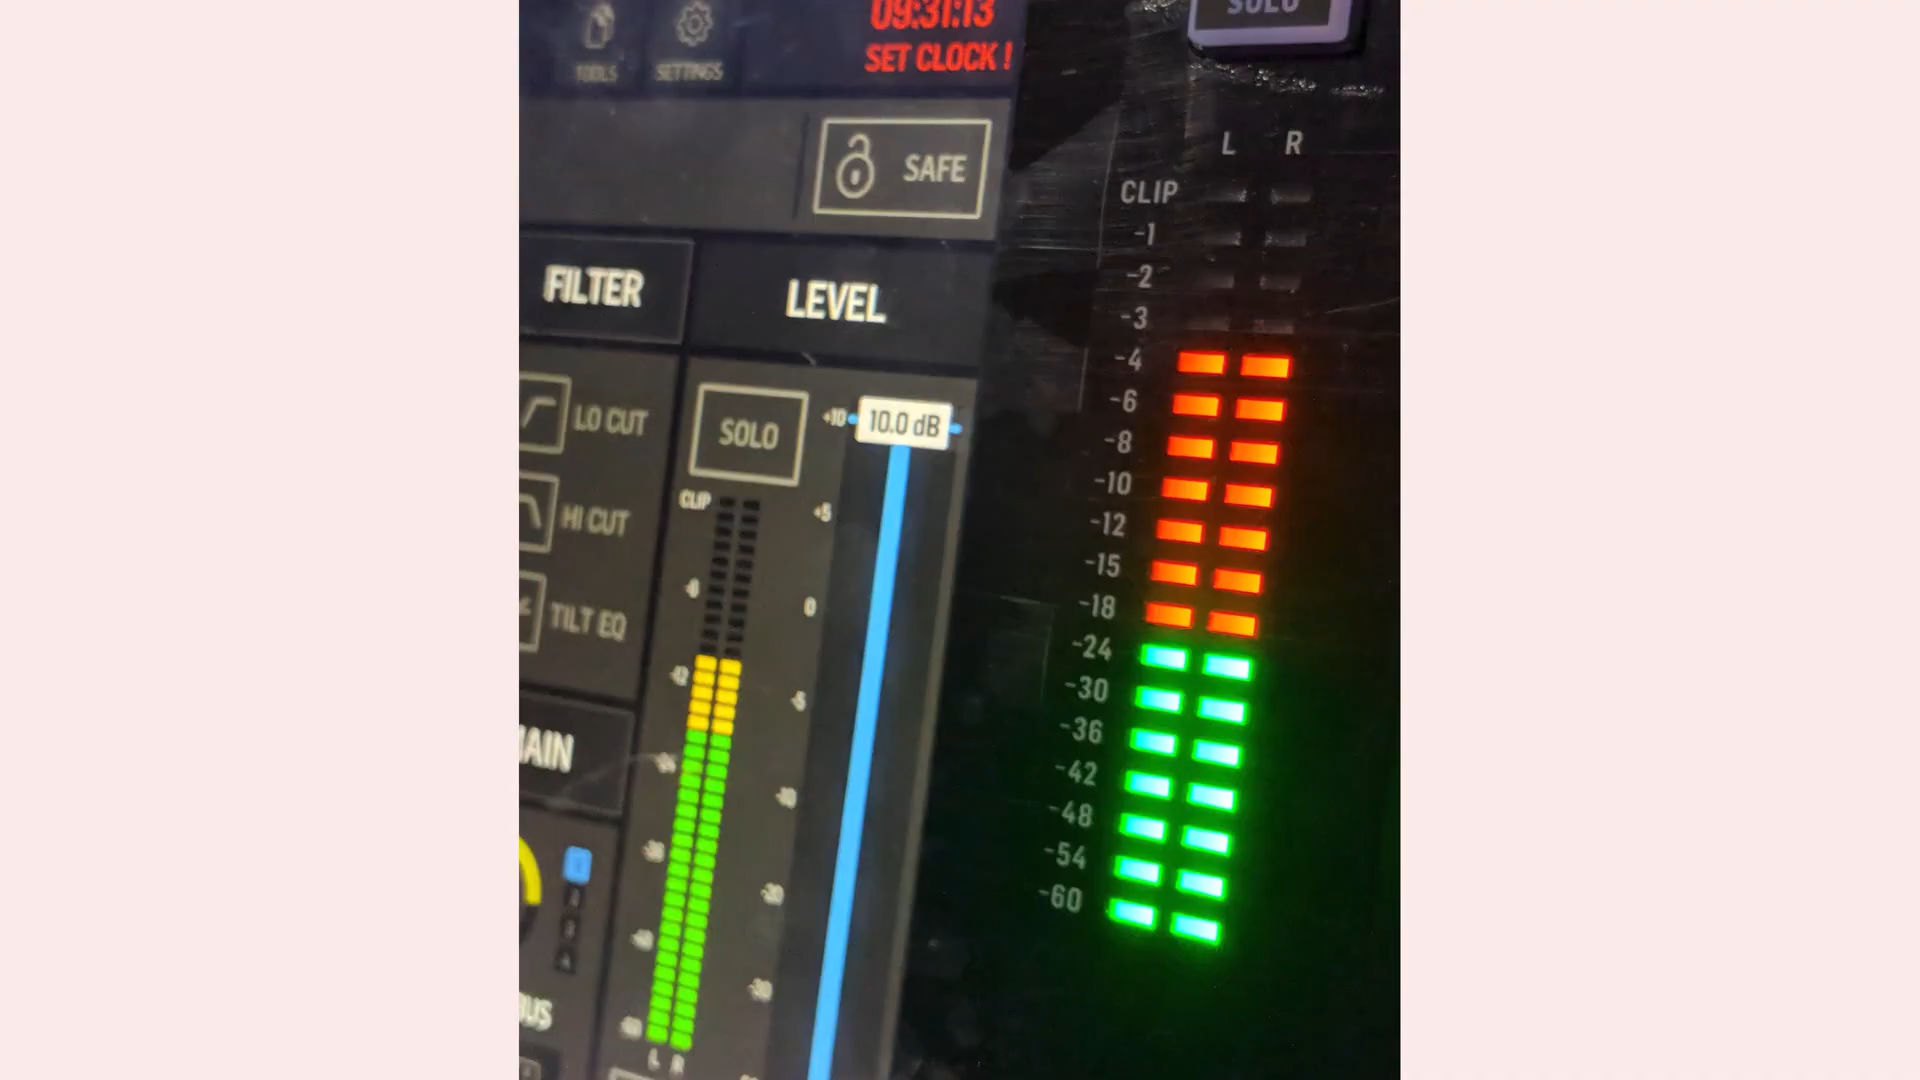 09:31:13
SET CLOCK !
TOOLS
SETTINGS
SAFE
FILTER
LEVEL
LO CUT
HI CUT
TILT EQ
SOLO
+10
10.0 dB
CLIP
+5
0
-5
-10
-20
-30
L R
SOLO
L R
CLIP
-1
-2
-3
-4
-6
-8
-10
-12
-15
-18
-24
-30
-36
-42
-48
-54
-60